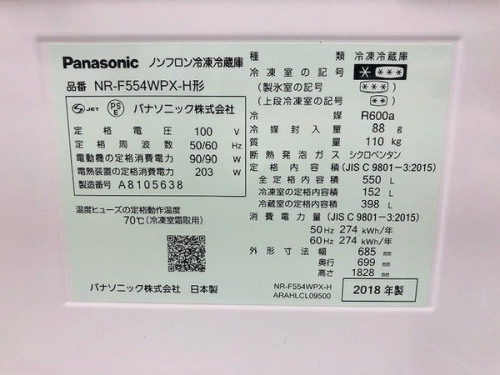 Panasonic ノンフロン冷凍冷蔵庫
品番 NR-F554WPX-H形
JET PSE パナソニック株式会社
定格電圧 100 V
定格周波数 50/60 Hz
電動機の定格消費電力 90/90 W
電熱装置の定格消費電力 203 W
製造番号 A8105638
温度ヒューズの定格動作温度
70℃(冷凍室霜取用)
パナソニック株式会社 日本製
種類 冷凍冷蔵庫
冷凍室の記号 ****
(製氷室の記号) ***
(上段冷凍室の記号) ***
冷媒 R600a
冷媒封入量 88 g
質量 110 kg
断熱発泡ガス シクロペンタン
定格内容積 (JIS C 9801-3:2015)
全定格内容積 550 L
冷凍室の定格内容積 152 L
冷蔵室の定格内容積 398 L
消費電力量 (JIS C 9801-3:2015)
50Hz 274 kWh/年
60Hz 274 kWh/年
外形寸法 幅 685 mm
奥行 699 mm
高さ 1828 mm
NR-F554WPX-H
ARAHLCL09500
2018年製